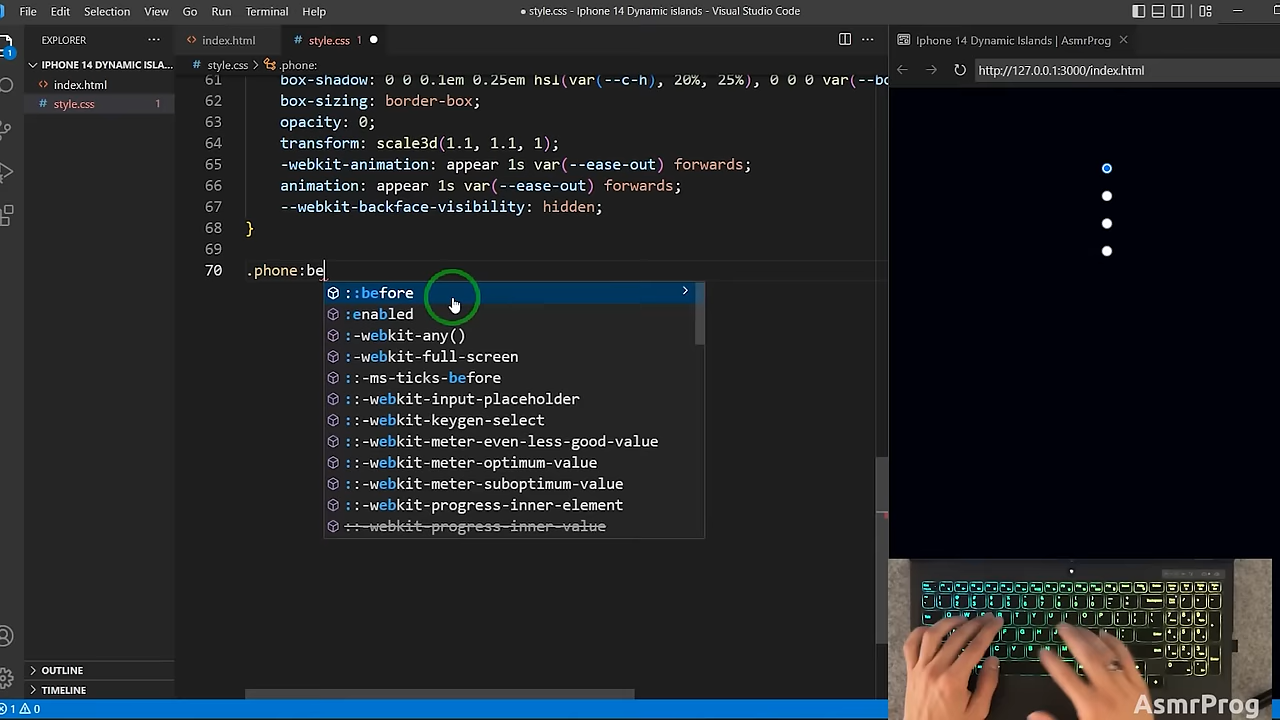 File Edit Selection View Go Run Terminal Help
● style.css - Iphone 14 Dynamic islands - Visual Studio Code
EXPLORER ···
IPHONE 14 DYNAMIC ISLA...
index.html
style.css 1
OUTLINE
TIMELINE
1
1 0
index.html
style.css 1
style.css > .phone:
61 box-shadow: 0 0 0.1em 0.25em hsl(var(--c-h), 20%, 25%), 0 0 0 var(--bo
62 box-sizing: border-box;
63 opacity: 0;
64 transform: scale3d(1.1, 1.1, 1);
65 -webkit-animation: appear 1s var(--ease-out) forwards;
66 animation: appear 1s var(--ease-out) forwards;
67 --webkit-backface-visibility: hidden;
68 }
69
70 .phone:be
::before
:enabled
:-webkit-any()
:-webkit-full-screen
::-ms-ticks-before
::-webkit-input-placeholder
::-webkit-keygen-select
::-webkit-meter-even-less-good-value
::-webkit-meter-optimum-value
::-webkit-meter-suboptimum-value
::-webkit-progress-inner-element
::-webkit-progress-inner-value
Iphone 14 Dynamic Islands | AsmrProg
http://127.0.0.1:3000/index.html
AsmrProg